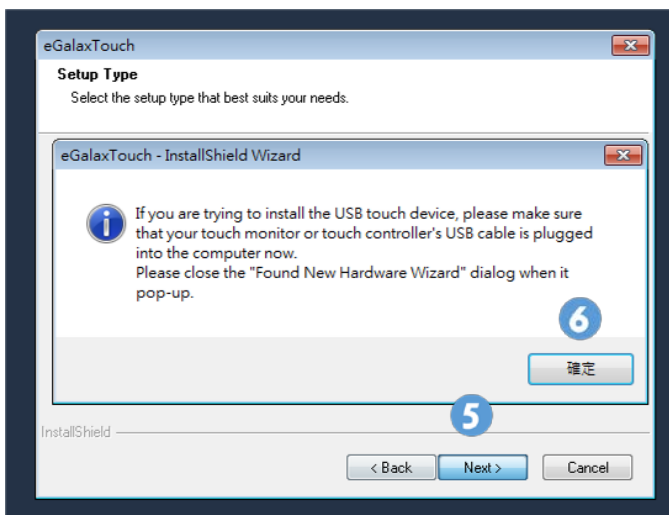 eGalaxTouch
Setup Type
Select the setup type that best suits your needs.
eGalaxTouch - InstallShield Wizard
If you are trying to install the USB touch device, please make sure
that your touch monitor or touch controller's USB cable is plugged
into the computer now.
Please close the "Found New Hardware Wizard" dialog when it
pop-up.
6
確定
5
InstallShield
< Back
Next >
Cancel